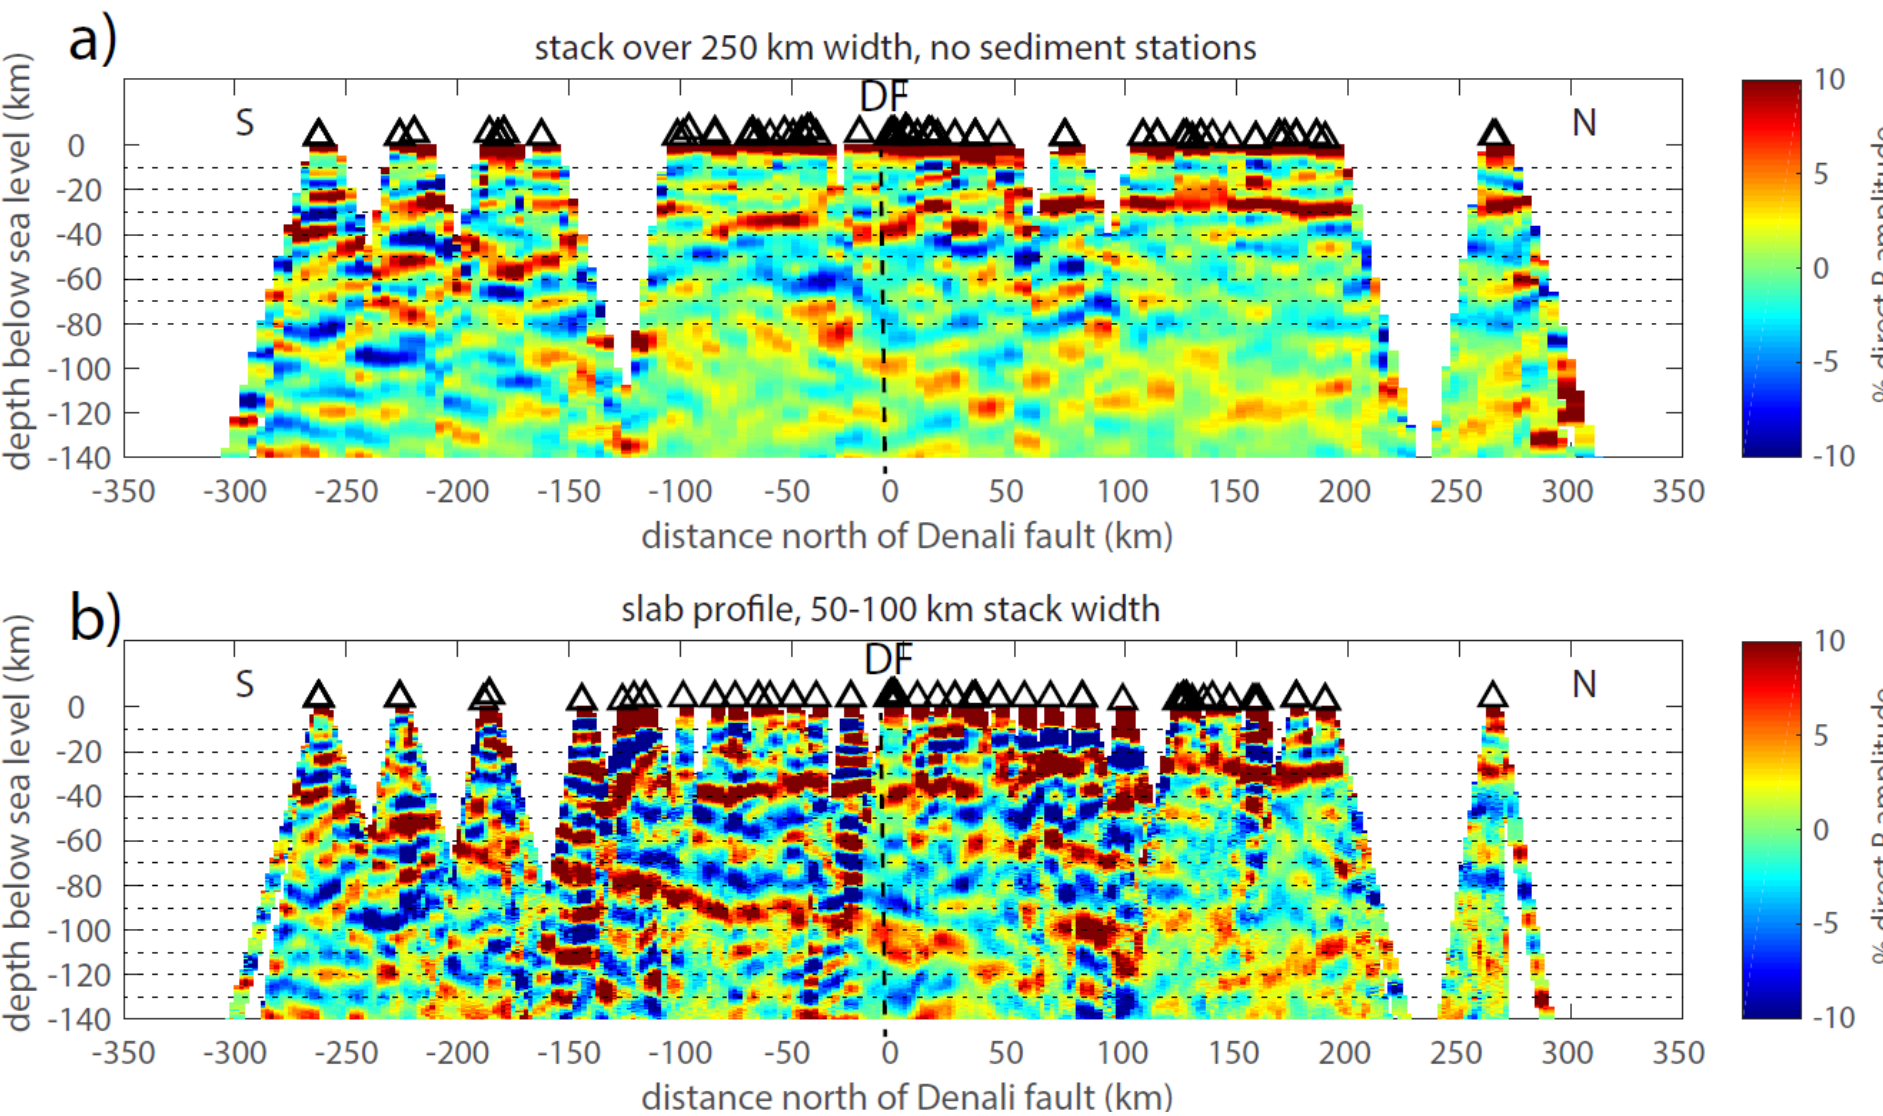 a)
stack over 250 km width, no sediment stations
DF
S
N
depth below sea level (km)
0
-20
-40
-60
-80
-100
-120
-140
-350 -300 -250 -200 -150 -100 -50 0 50 100 150 200 250 300 350
distance north of Denali fault (km)
10
5
0
-5
-10
% direct P amplitude
b)
slab profile, 50-100 km stack width
DF
S
N
depth below sea level (km)
0
-20
-40
-60
-80
-100
-120
-140
-350 -300 -250 -200 -150 -100 -50 0 50 100 150 200 250 300 350
distance north of Denali fault (km)
10
5
0
-5
-10
% direct P amplitude